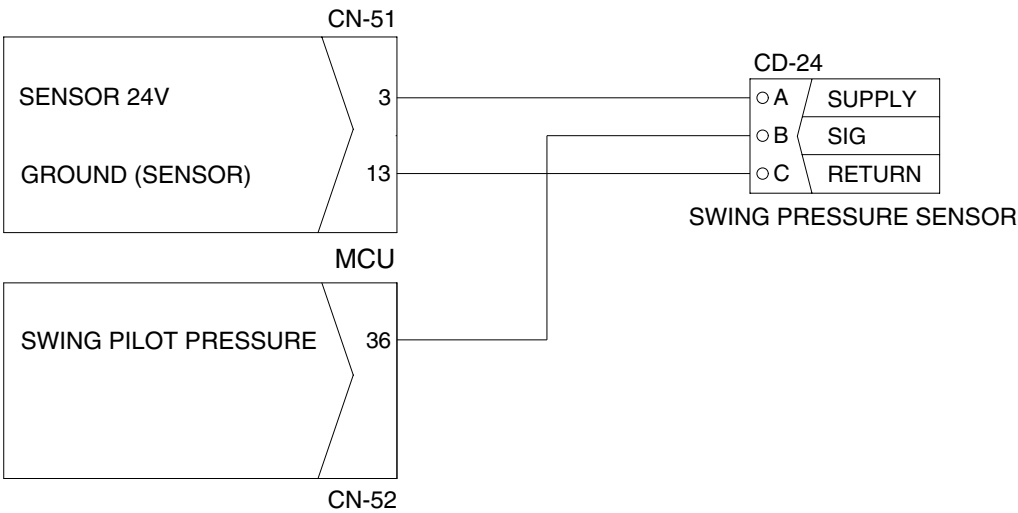 CN-51
SENSOR 24V 3
GROUND (SENSOR) 13
CD-24
A SUPPLY
B SIG
C RETURN
SWING PRESSURE SENSOR
MCU
SWING PILOT PRESSURE 36
CN-52